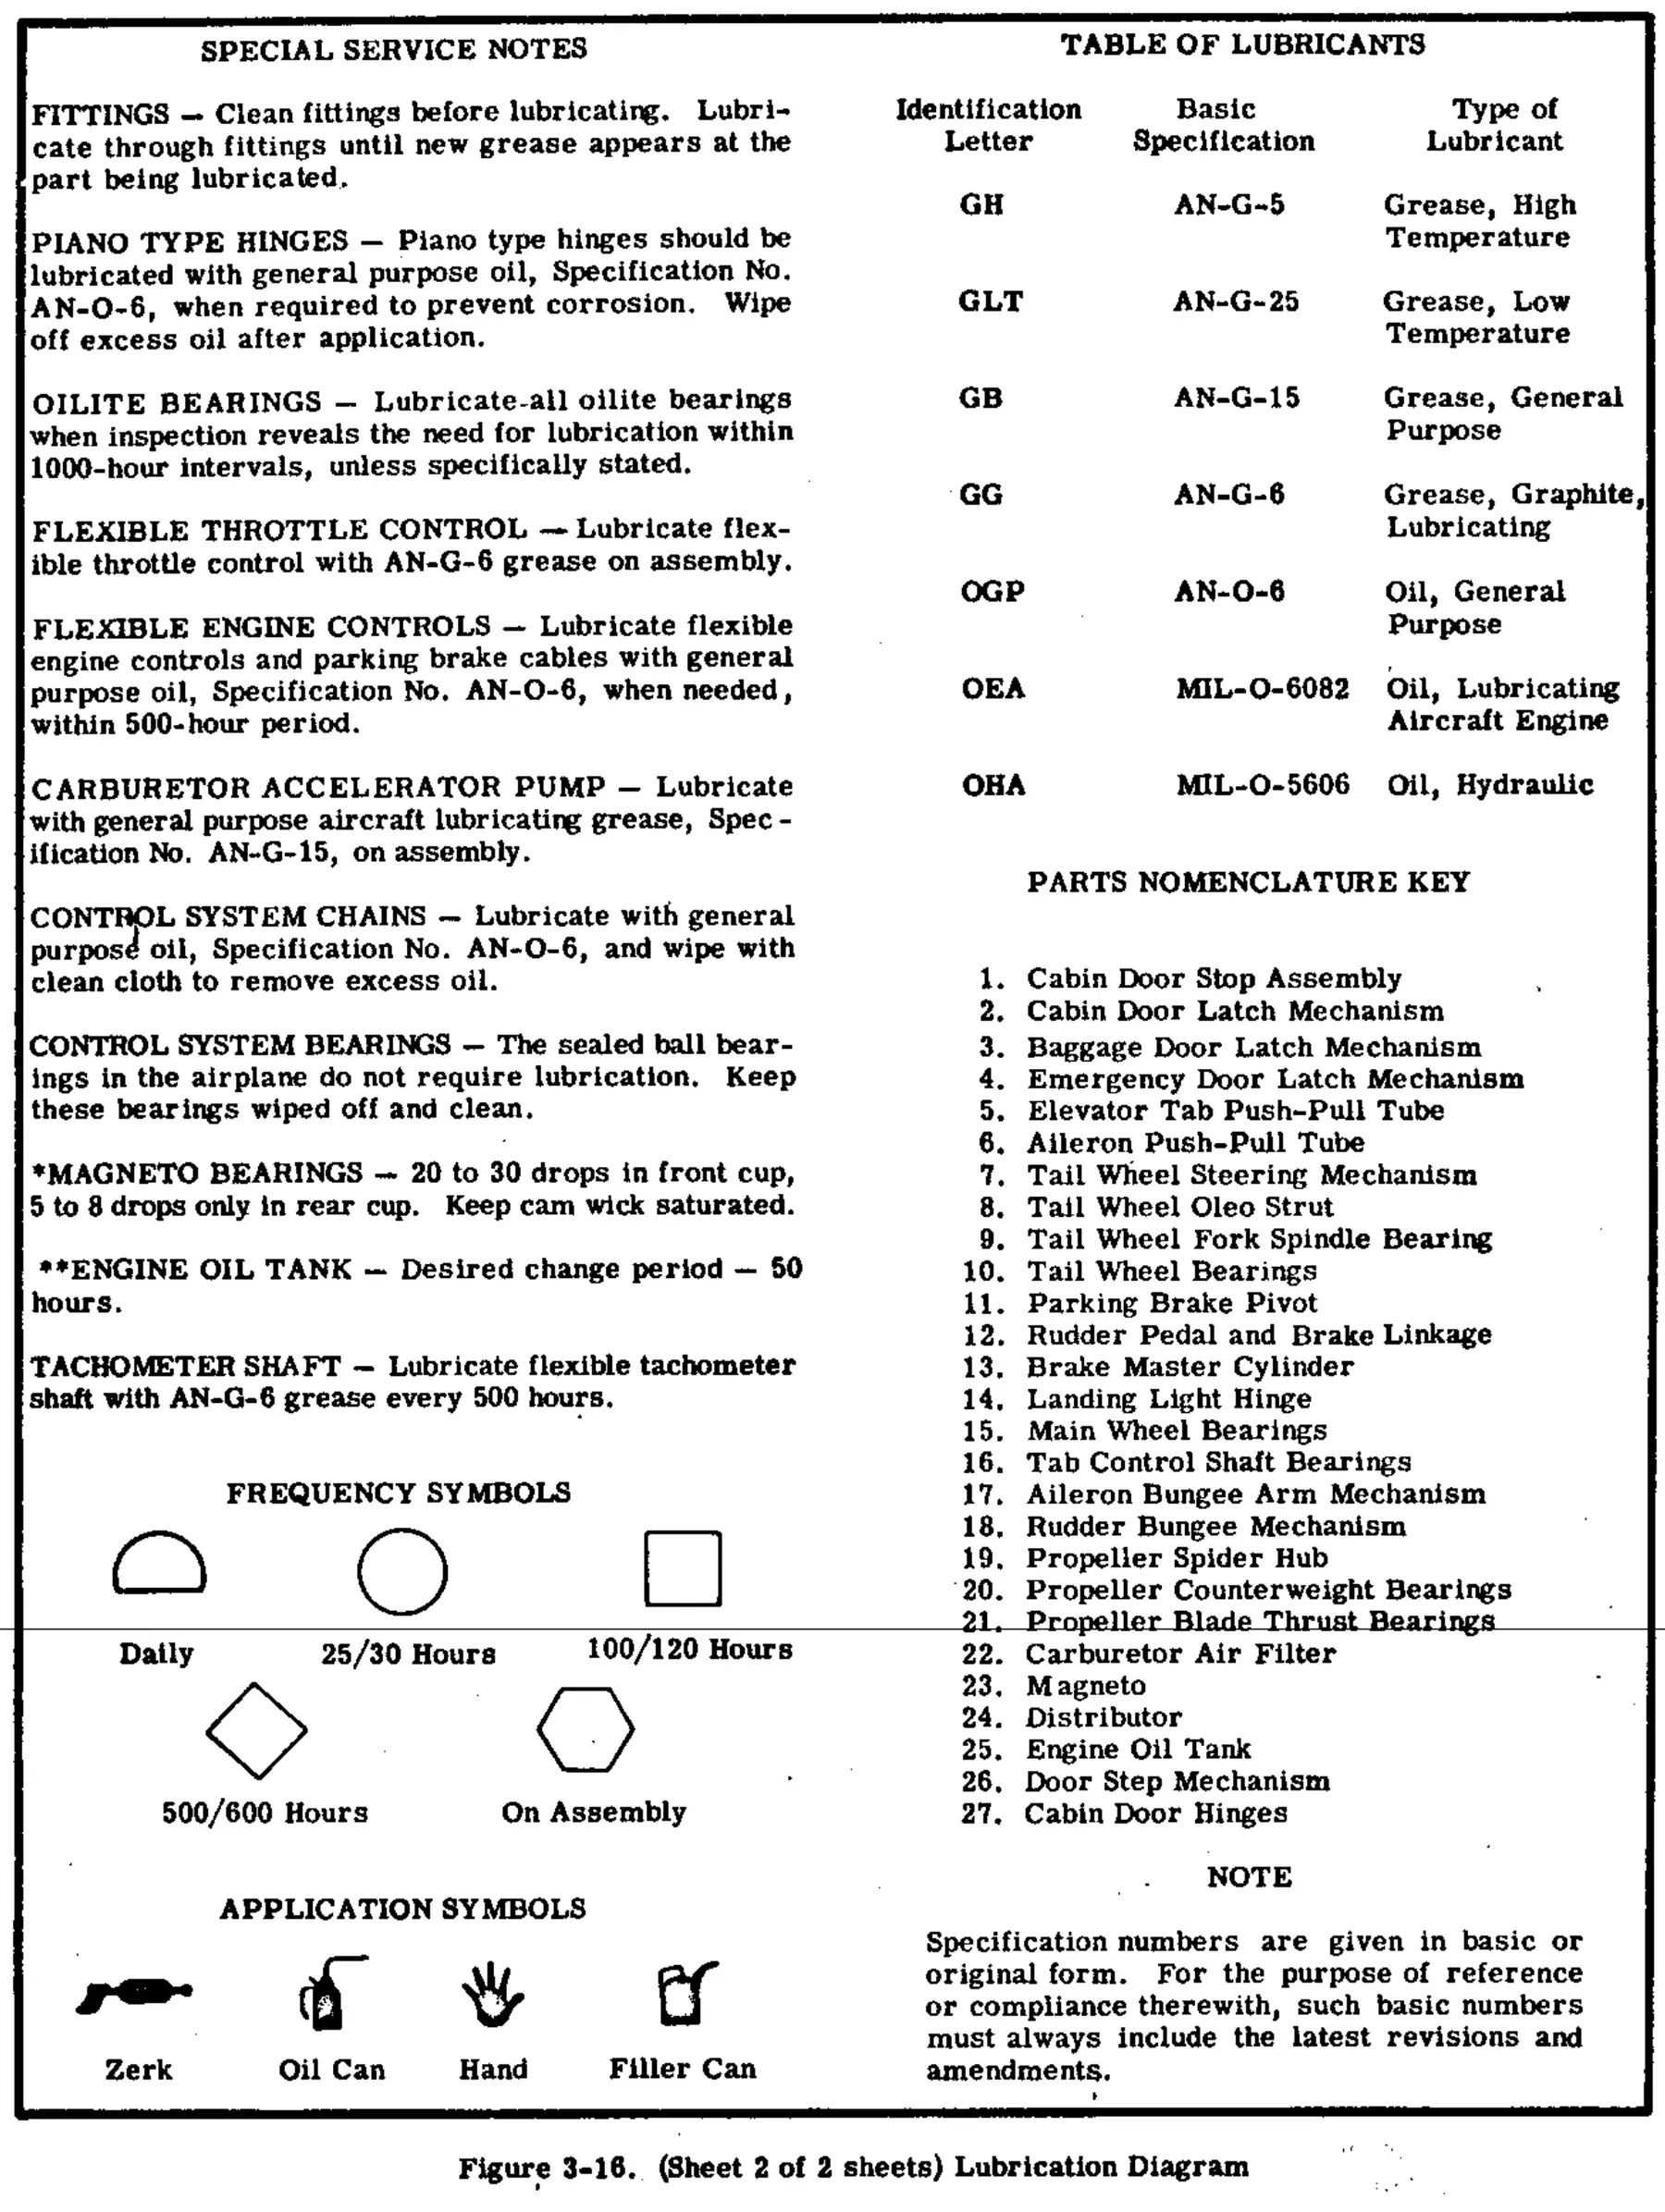 SPECIAL SERVICE NOTES
FITTINGS — Clean fittings before lubricating. Lubri-
cate through fittings until new grease appears at the
part being lubricated.
PIANO TYPE HINGES — Piano type hinges should be
lubricated with general purpose oil, Specification No.
AN-O-6, when required to prevent corrosion. Wipe
off excess oil after application.
OILITE BEARINGS — Lubricate-all oilite bearings
when inspection reveals the need for lubrication within
1000-hour intervals, unless specifically stated.
FLEXIBLE THROTTLE CONTROL — Lubricate flex-
ible throttle control with AN-G-6 grease on assembly.
FLEXIBLE ENGINE CONTROLS — Lubricate flexible
engine controls and parking brake cables with general
purpose oil, Specification No. AN-O-6, when needed,
within 500-hour period.
CARBURETOR ACCELERATOR PUMP — Lubricate
with general purpose aircraft lubricating grease, Spec-
ification No. AN-G-15, on assembly.
CONTROL SYSTEM CHAINS — Lubricate with general
purpose oil, Specification No. AN-O-6, and wipe with
clean cloth to remove excess oil.
CONTROL SYSTEM BEARINGS — The sealed ball bear-
ings in the airplane do not require lubrication. Keep
these bearings wiped off and clean.
*MAGNETO BEARINGS — 20 to 30 drops in front cup,
5 to 8 drops only in rear cup. Keep cam wick saturated.
**ENGINE OIL TANK — Desired change period — 50
hours.
TACHOMETER SHAFT — Lubricate flexible tachometer
shaft with AN-G-6 grease every 500 hours.
FREQUENCY SYMBOLS
Daily 25/30 Hours 100/120 Hours
500/600 Hours On Assembly
APPLICATION SYMBOLS
Zerk Oil Can Hand Filler Can
TABLE OF LUBRICANTS
Identification Basic Type of
Letter Specification Lubricant
GH AN-G-5 Grease, High
Temperature
GLT AN-G-25 Grease, Low
Temperature
GB AN-G-15 Grease, General
Purpose
GG AN-G-6 Grease, Graphite,
Lubricating
OGP AN-O-6 Oil, General
Purpose
OEA MIL-O-6082 Oil, Lubricating
Aircraft Engine
OHA MIL-O-5606 Oil, Hydraulic
PARTS NOMENCLATURE KEY
1. Cabin Door Stop Assembly
2. Cabin Door Latch Mechanism
3. Baggage Door Latch Mechanism
4. Emergency Door Latch Mechanism
5. Elevator Tab Push-Pull Tube
6. Aileron Push-Pull Tube
7. Tail Wheel Steering Mechanism
8. Tail Wheel Oleo Strut
9. Tail Wheel Fork Spindle Bearing
10. Tail Wheel Bearings
11. Parking Brake Pivot
12. Rudder Pedal and Brake Linkage
13. Brake Master Cylinder
14. Landing Light Hinge
15. Main Wheel Bearings
16. Tab Control Shaft Bearings
17. Aileron Bungee Arm Mechanism
18. Rudder Bungee Mechanism
19. Propeller Spider Hub
20. Propeller Counterweight Bearings
21. Propeller Blade Thrust Bearings
22. Carburetor Air Filter
23. Magneto
24. Distributor
25. Engine Oil Tank
26. Door Step Mechanism
27. Cabin Door Hinges
NOTE
Specification numbers are given in basic or
original form. For the purpose of reference
or compliance therewith, such basic numbers
must always include the latest revisions and
amendments.
Figure 3-16. (Sheet 2 of 2 sheets) Lubrication Diagram